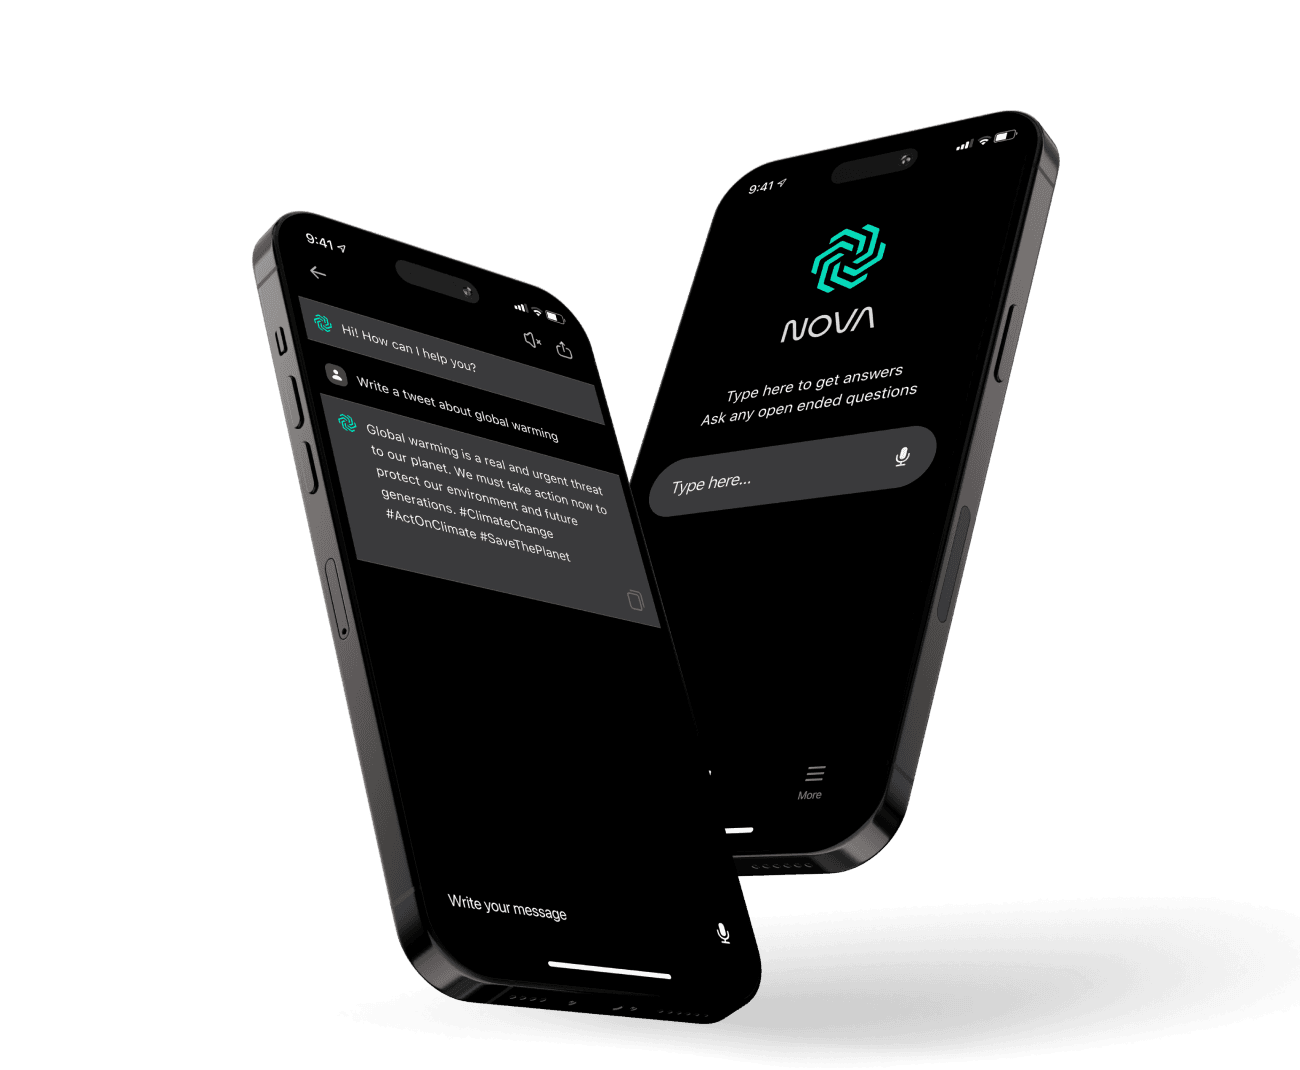 9:41
Hi! How can I help you?
Write a tweet about global warming
Global warming is a real and urgent threat
to our planet. We must take action now to
protect our environment and future
generations. #ClimateChange
#ActOnClimate #SaveThePlanet
Write your message
9:41
NOVA
Type here to get answers
Ask any open ended questions
Type here...
More